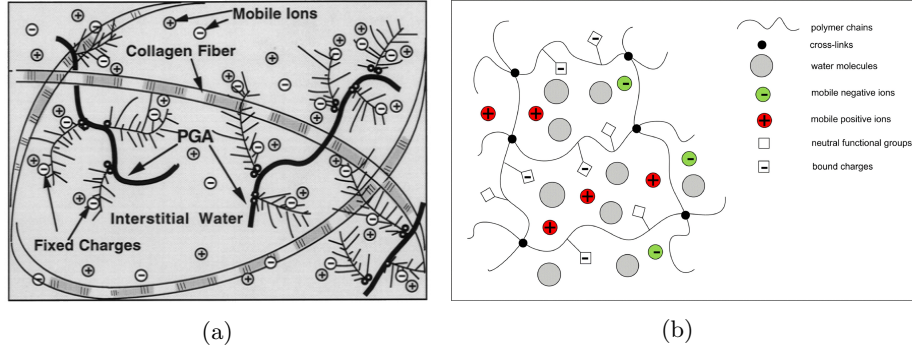 Mobile Ions
Collagen Fiber
PGA
Interstitial Water
Fixed Charges
(a)
polymer chains
cross-links
water molecules
mobile negative ions
mobile positive ions
neutral functional groups
bound charges
(b)